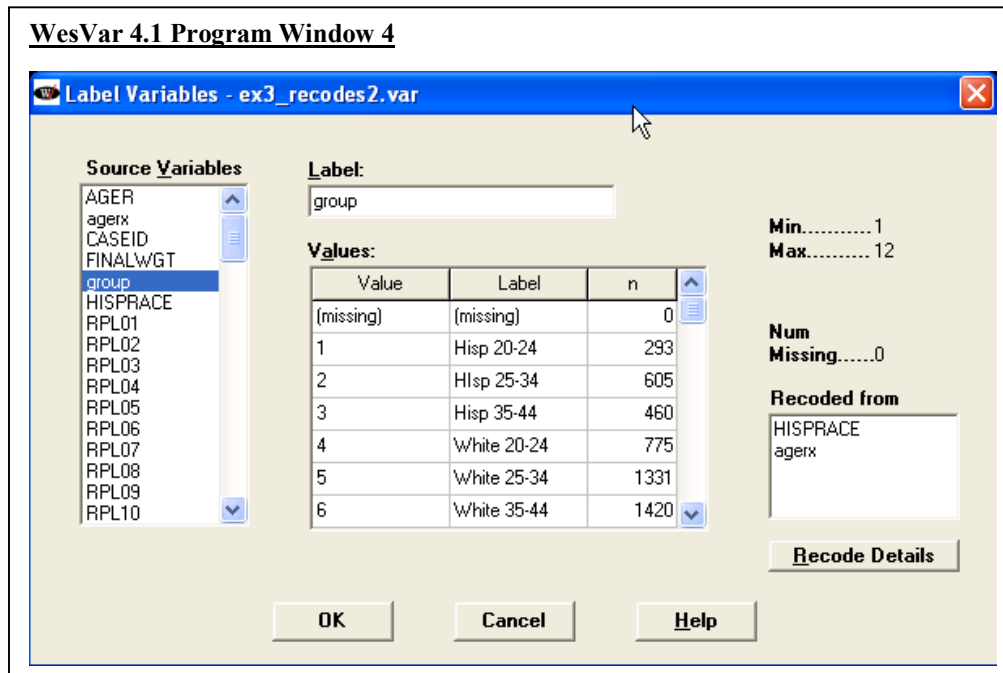 WesVar 4.1 Program Window 4
Label Variables - ex3_recodes2.var
Source Variables
AGER
agerx
CASEID
FINALWGT
group
HISPRACE
RPL01
RPL02
RPL03
RPL04
RPL05
RPL06
RPL07
RPL08
RPL09
RPL10
Label:
group
Values:
Value Label n
(missing) (missing) 0
1 Hisp 20-24 293
2 HIsp 25-34 605
3 Hisp 35-44 460
4 White 20-24 775
5 White 25-34 1331
6 White 35-44 1420
Min...........1
Max.......... 12
Num
Missing......0
Recoded from
HISPRACE
agerx
Recode Details
OK Cancel Help